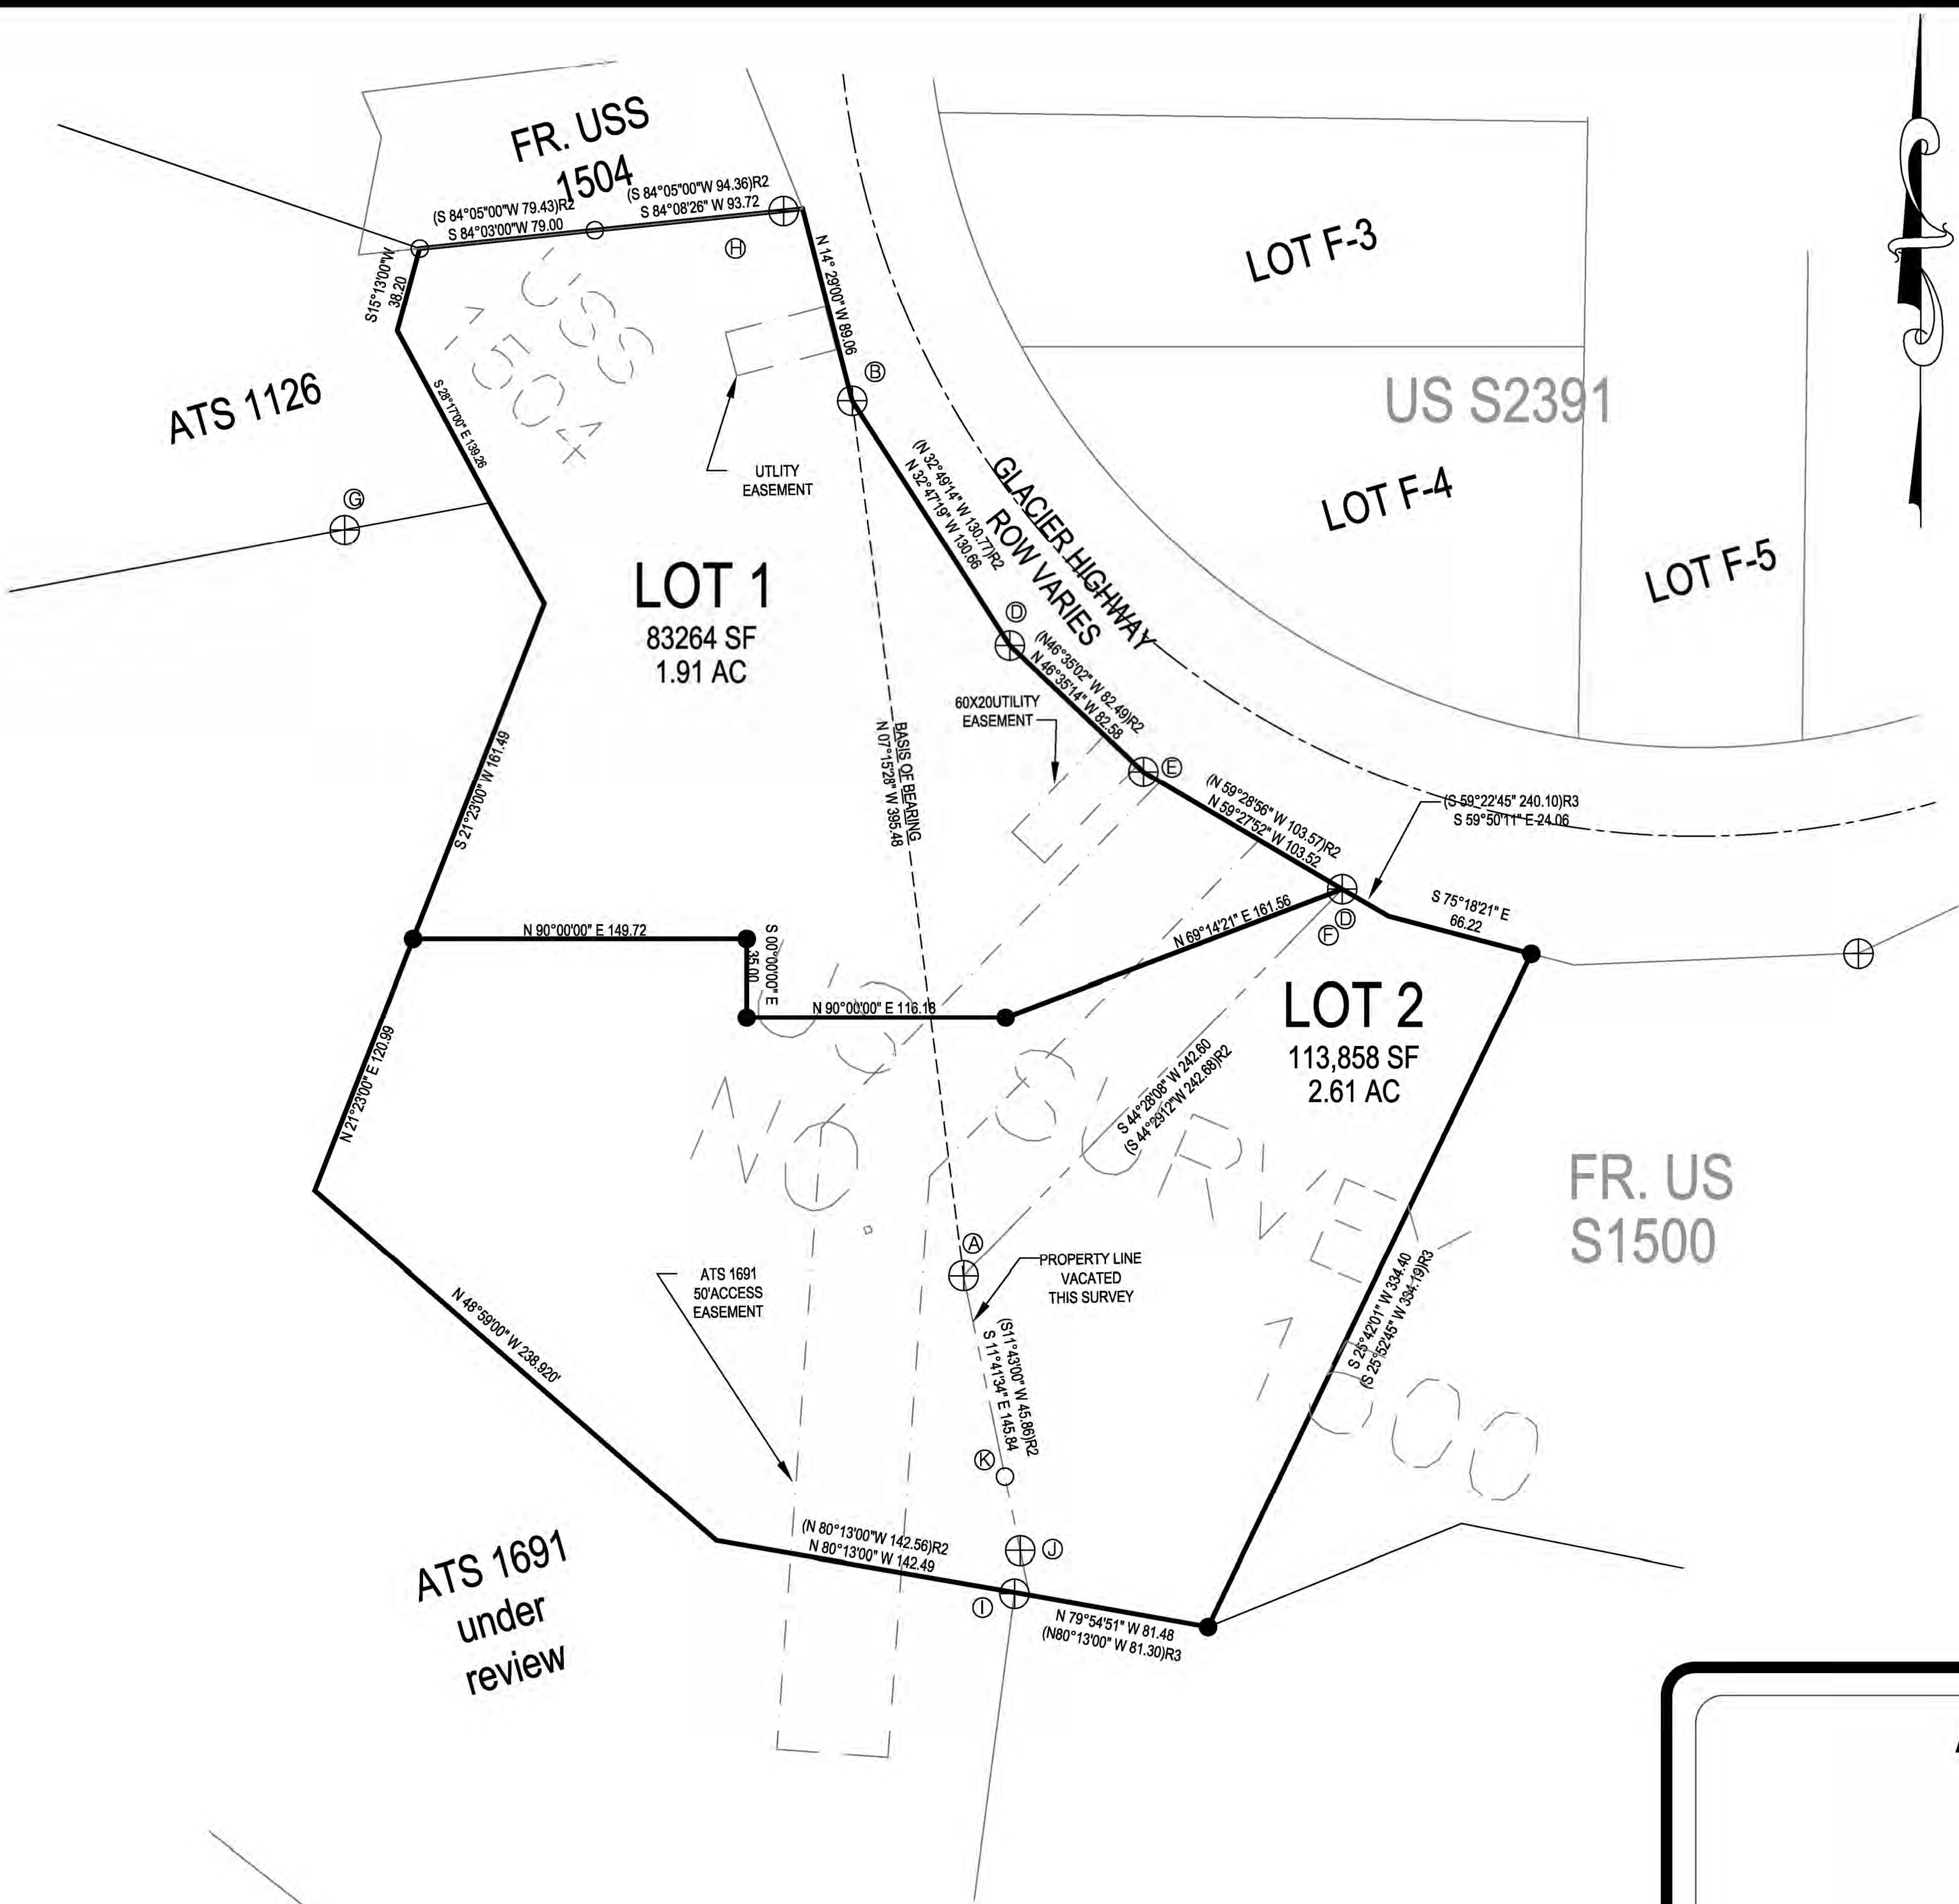 FR. USS
1504
(S 84°05'00"W 79.43)R2
S 84°03'00"W 79.00
(S 84°05'00"W 94.36)R2
S 84°08'26" W 93.72
Ⓗ
S15°13'00"W
38.20
USS
1504
N 14° 29'00" W 89.06
Ⓑ
LOT F-3
US S2391
LOT F-4
LOT F-5
ATS 1126
Ⓖ
S 28°17'00" E 139.26
UTLITY
EASEMENT
(N 32°49'14" W 130.77)R2
N 32°47'19" W 130.66
GLACIER HIGHWAY
ROW VARIES
LOT 1
83264 SF
1.91 AC
Ⓓ
(N46°35'02" W 82.49)R2
N 46°35'14" W 82.58
60X20UTILITY
EASEMENT
Ⓔ
BASIS OF BEARING
N 07°15'28" W 395.48
S 21°23'00" W 161.49
(N 59°28'56" W 103.57)R2
N 59°27'52" W 103.52
(S 59°22'45" 240.10)R3
S 59°50'11" E 24.06
S 75°18'21" E
66.22
Ⓓ
Ⓕ
N 69°14'21" E 161.56
N 90°00'00" E 149.72
S 00°00'00" E
35.00
N 90°00'00" E 116.18
LOT 2
113,858 SF
2.61 AC
N 21°23'00" E 120.99
S 44°28'08" W 242.60
(S 44°2912"W 242.68)R2
NO. SURVEY
FR. US
S1500
Ⓐ
PROPERTY LINE
VACATED
THIS SURVEY
ATS 1691
50'ACCESS
EASEMENT
N 48°59'00" W 238.920'
(S11°43'00" W 45.86)R2
S 11°41'34" E 145.84
S 25°42'01" W 334.40
(S 25°52'45" W 334.19)R3
Ⓚ
(N 80°13'00"W 142.56)R2
N 80°13'00" W 142.49
Ⓙ
Ⓘ
N 79°54'51" W 81.48
(N80°13'00" W 81.30)R3
ATS 1691
under
review